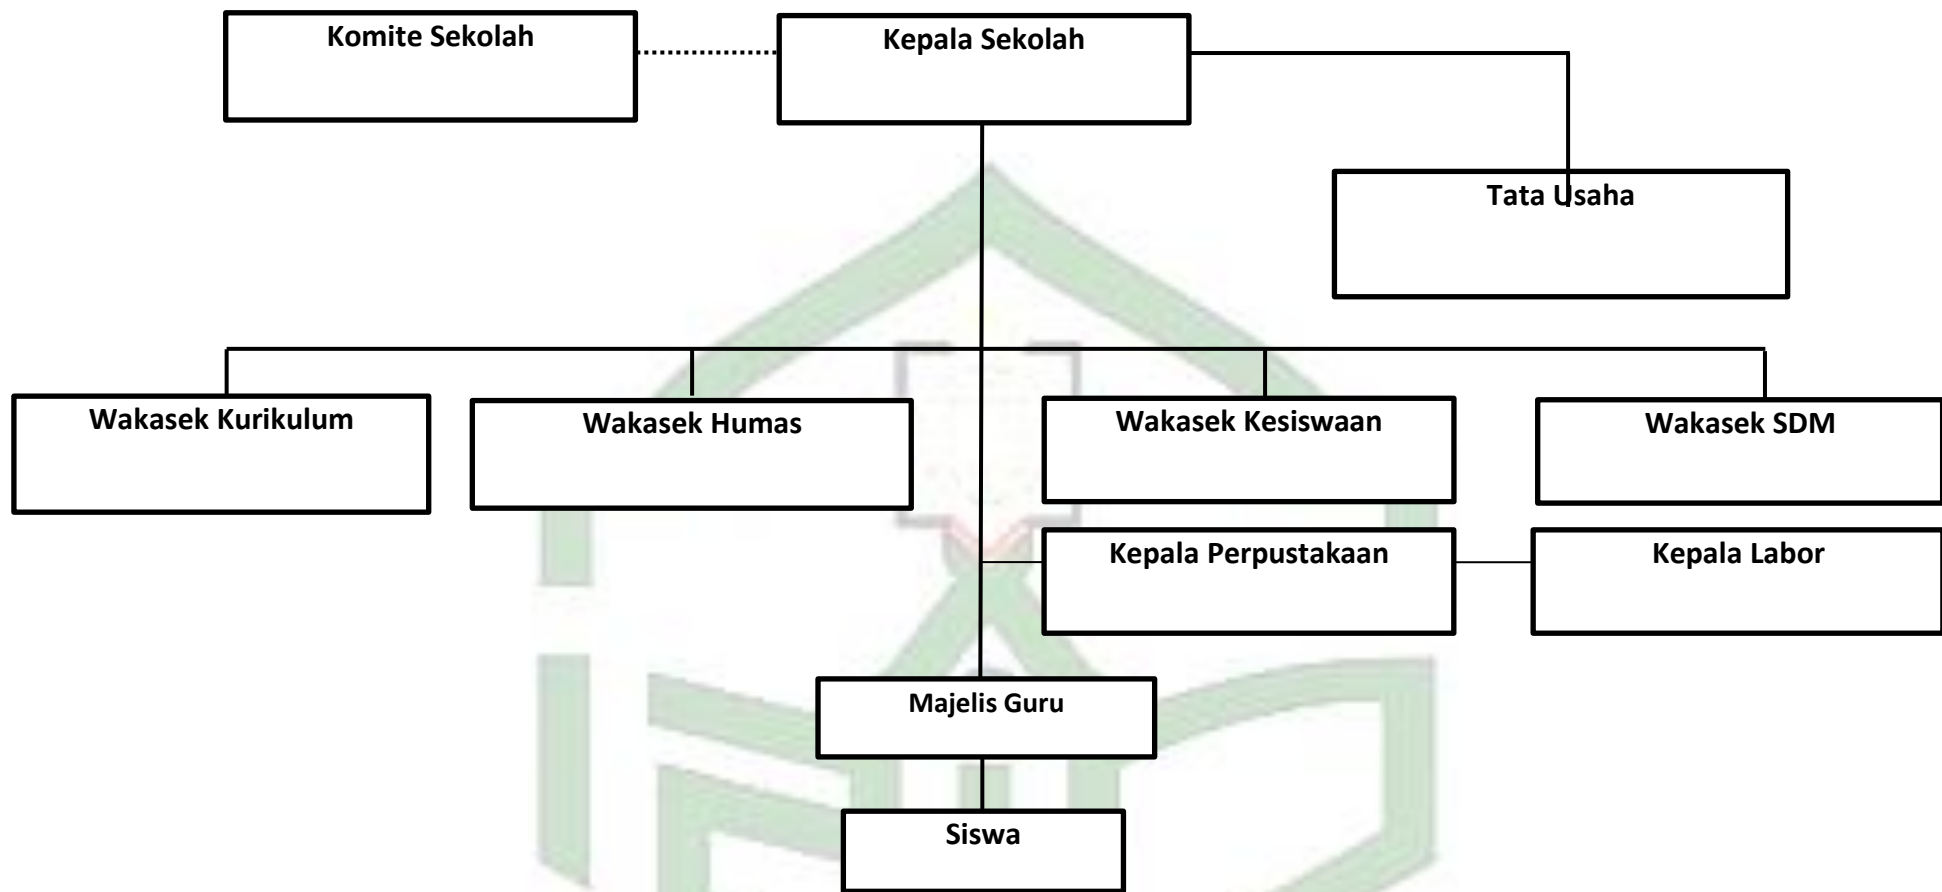 Komite Sekolah
Kepala Sekolah
Tata Usaha
Wakasek Kurikulum
Wakasek Humas
Wakasek Kesiswaan
Wakasek SDM
Kepala Perpustakaan
Kepala Labor
Majelis Guru
Siswa